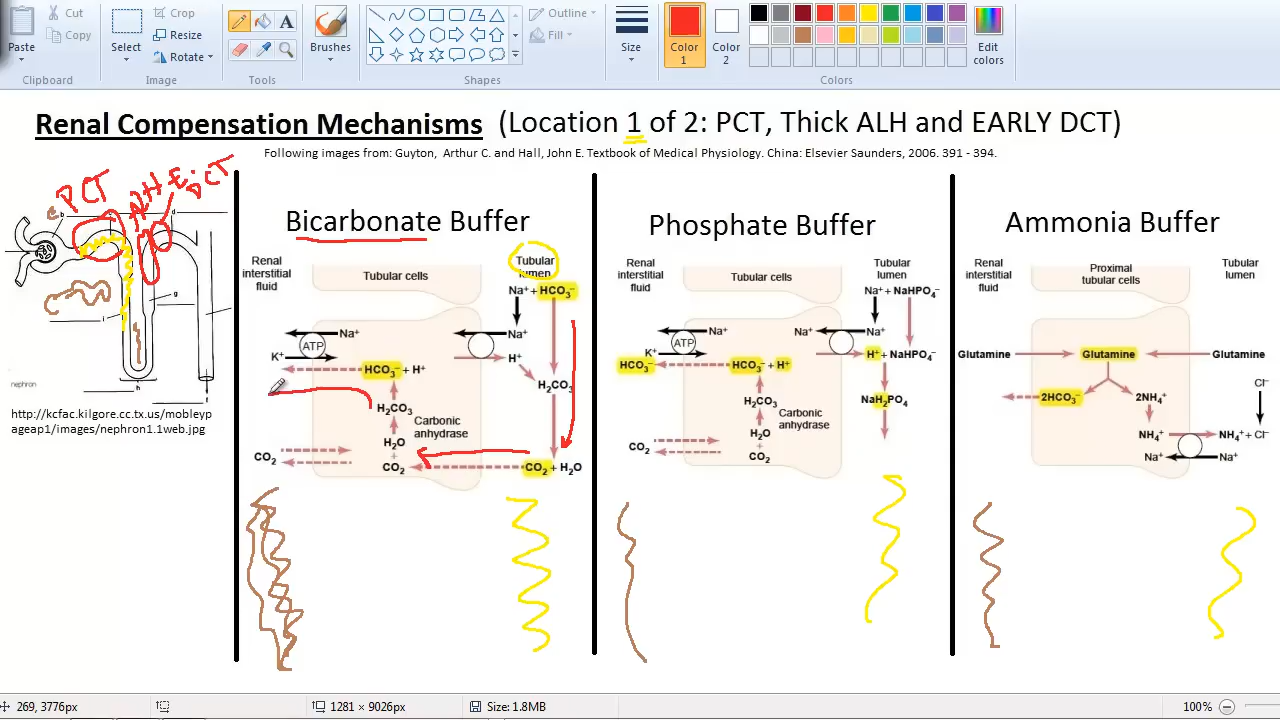 Paste
Cut
Copy
Clipboard
Select
Crop
Resize
Rotate
Image
A
Tools
Brushes
Outline
Fill
Shapes
Size
Color
1
Color
2
Edit
colors
Colors
Renal Compensation Mechanisms (Location 1 of 2: PCT, Thick ALH and EARLY DCT)
Following images from: Guyton, Arthur C. and Hall, John E. Textbook of Medical Physiology. China: Elsevier Saunders, 2006. 391 - 394.
PCT
ALH
E. DCT
b
d
g
i
h
f
nephron
http://kcfac.kilgore.cc.tx.us/mobleyp
ageap1/images/nephron1.1web.jpg
Bicarbonate Buffer
Renal
interstitial
fluid
Tubular cells
Tubular
lumen
Na⁺ + HCO₃⁻
Na⁺
ATP
K⁺
Na⁺
H⁺
HCO₃⁻ + H⁺
H₂CO₃
H₂CO₃
Carbonic
anhydrase
H₂O
+
CO₂
CO₂
CO₂ + H₂O
Phosphate Buffer
Renal
interstitial
fluid
Tubular cells
Tubular
lumen
Na⁺ + NaHPO₄⁻
Na⁺
ATP
K⁺
Na⁺
Na⁺
H⁺ + NaHPO₄⁻
HCO₃⁻
HCO₃⁻ + H⁺
NaH₂PO₄
H₂CO₃
Carbonic
anhydrase
H₂O
+
CO₂
CO₂
Ammonia Buffer
Renal
interstitial
fluid
Proximal
tubular cells
Tubular
lumen
Glutamine
Glutamine
Glutamine
Cl⁻
2HCO₃⁻
2NH₄⁺
NH₄⁺
NH₄⁺ + Cl⁻
Na⁺
Na⁺
269, 3776px
1281 × 9026px
Size: 1.8MB
100%